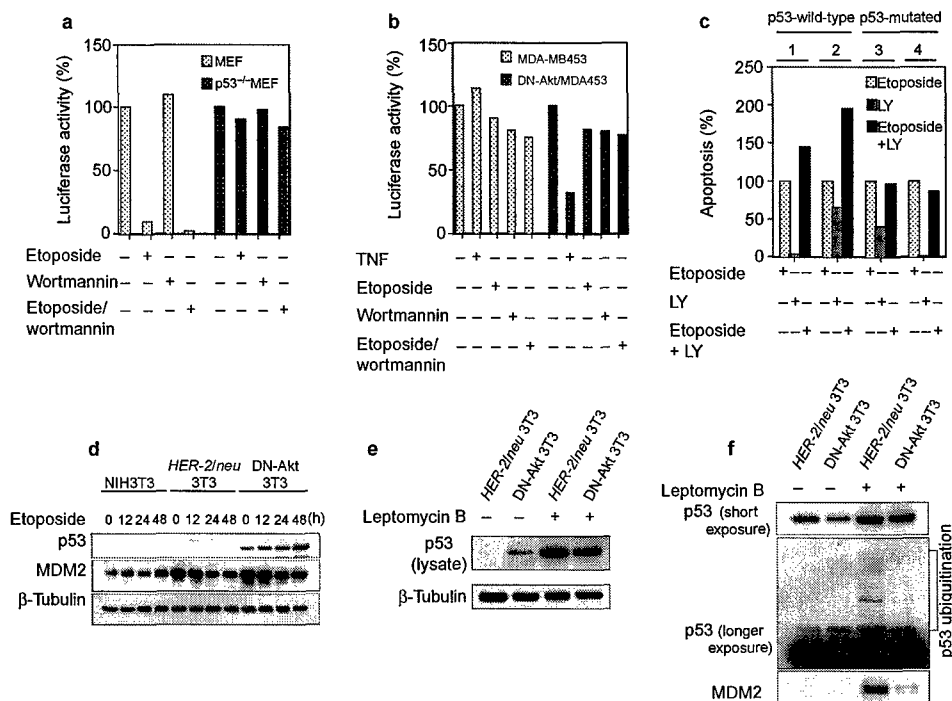 a
150
100
50
0
Luciferase activity (%)
MEF
p53–/–MEF
Etoposide – + – – – + – –
Wortmannin – – + – – – + –
Etoposide/ wortmannin – – – + – – – +
b
150
100
50
0
Luciferase activity (%)
MDA-MB453
DN-Akt/MDA453
TNF – + – – – – + – – –
Etoposide – – + – – – – + – –
Wortmannin – – – + – – – – + –
Etoposide/ wortmannin – – – – + – – – – +
c
p53-wild-type p53-mutated
1 2 3 4
250
200
150
100
50
0
Apoptosis (%)
Etoposide
LY
Etoposide
+LY
Etoposide +–– +–– +–– +––
LY –+– –+– –+– –+–
Etoposide + LY ––+ ––+ ––+ ––+
d
NIH3T3
HER-2/neu 3T3
DN-Akt 3T3
Etoposide 0 12 24 48 0 12 24 48 0 12 24 48(h)
p53
MDM2
β-Tubulin
e
HER-2/neu 3T3
DN-Akt 3T3
HER-2/neu 3T3
DN-Akt 3T3
Leptomycin B – – + +
p53 (lysate)
β-Tubulin
f
HER-2/neu 3T3
DN-Akt 3T3
HER-2/neu 3T3
DN-Akt 3T3
Leptomycin B – – + +
p53 (short exposure)
p53 (longer exposure)
p53 ubiquitination
MDM2